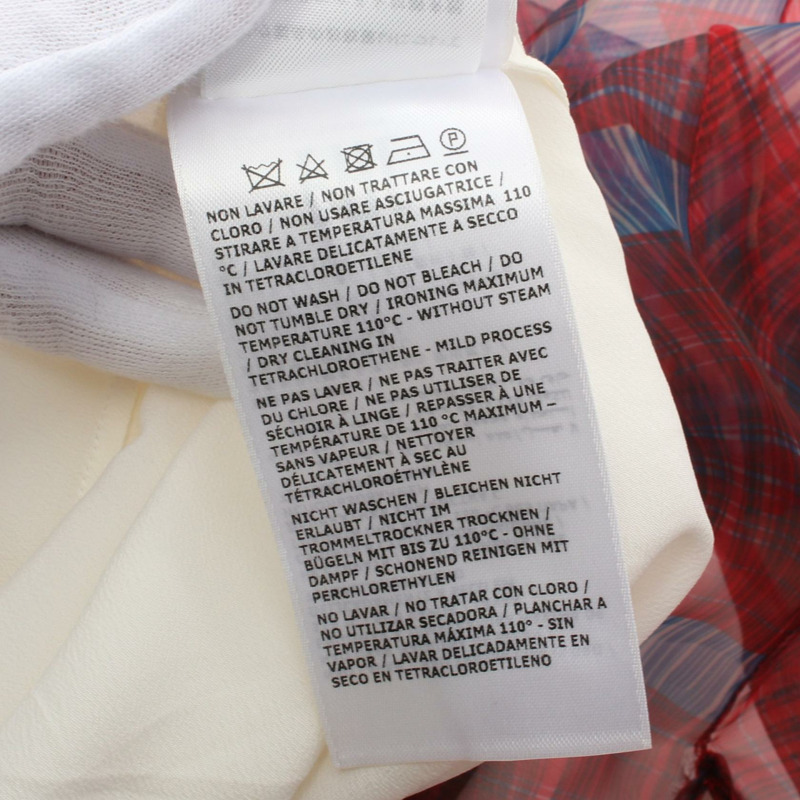 P
NON LAVARE / NON TRATTARE CON
CLORO / NON USARE ASCIUGATRICE /
STIRARE A TEMPERATURA MASSIMA 110
°C / LAVARE DELICATAMENTE A SECCO
IN TETRACLOROETILENE
DO NOT WASH / DO NOT BLEACH / DO
NOT TUMBLE DRY / IRONING MAXIMUM
TEMPERATURE 110°C - WITHOUT STEAM
/ DRY CLEANING IN
TETRACHLOROETHENE - MILD PROCESS
NE PAS LAVER / NE PAS TRAITER AVEC
DU CHLORE / NE PAS UTILISER DE
SÉCHOIR À LINGE / REPASSER À UNE
TEMPÉRATURE DE 110 °C MAXIMUM –
SANS VAPEUR / NETTOYER
DÉLICATEMENT À SEC AU
TÉTRACHLOROÉTHYLÈNE
NICHT WASCHEN / BLEICHEN NICHT
ERLAUBT / NICHT IM
TROMMELTROCKNER TROCKNEN /
BÜGELN MIT BIS ZU 110°C - OHNE
DAMPF / SCHONEND REINIGEN MIT
PERCHLORETHYLEN
NO LAVAR / NO TRATAR CON CLORO /
NO UTILIZAR SECADORA / PLANCHAR A
TEMPERATURA MÁXIMA 110° - SIN
VAPOR / LAVAR DELICADAMENTE EN
SECO EN TETRACLOROETILENO